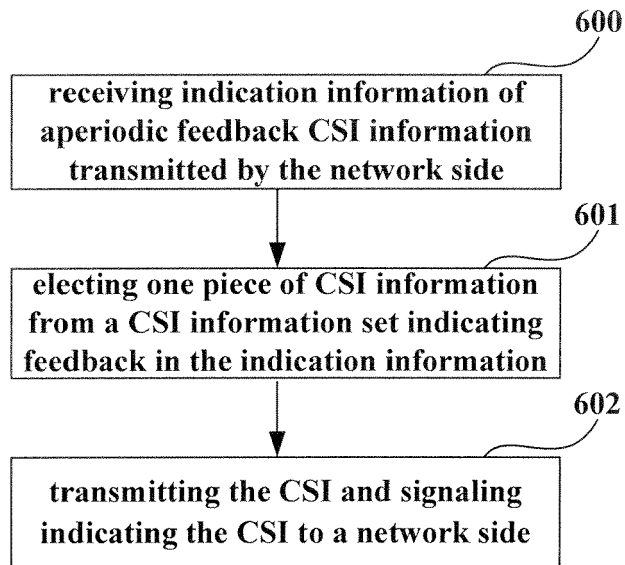 600
receiving indication information of
aperiodic feedback CSI information
transmitted by the network side
601
electing one piece of CSI information
from a CSI information set indicating
feedback in the indication information
602
transmitting the CSI and signaling
indicating the CSI to a network side